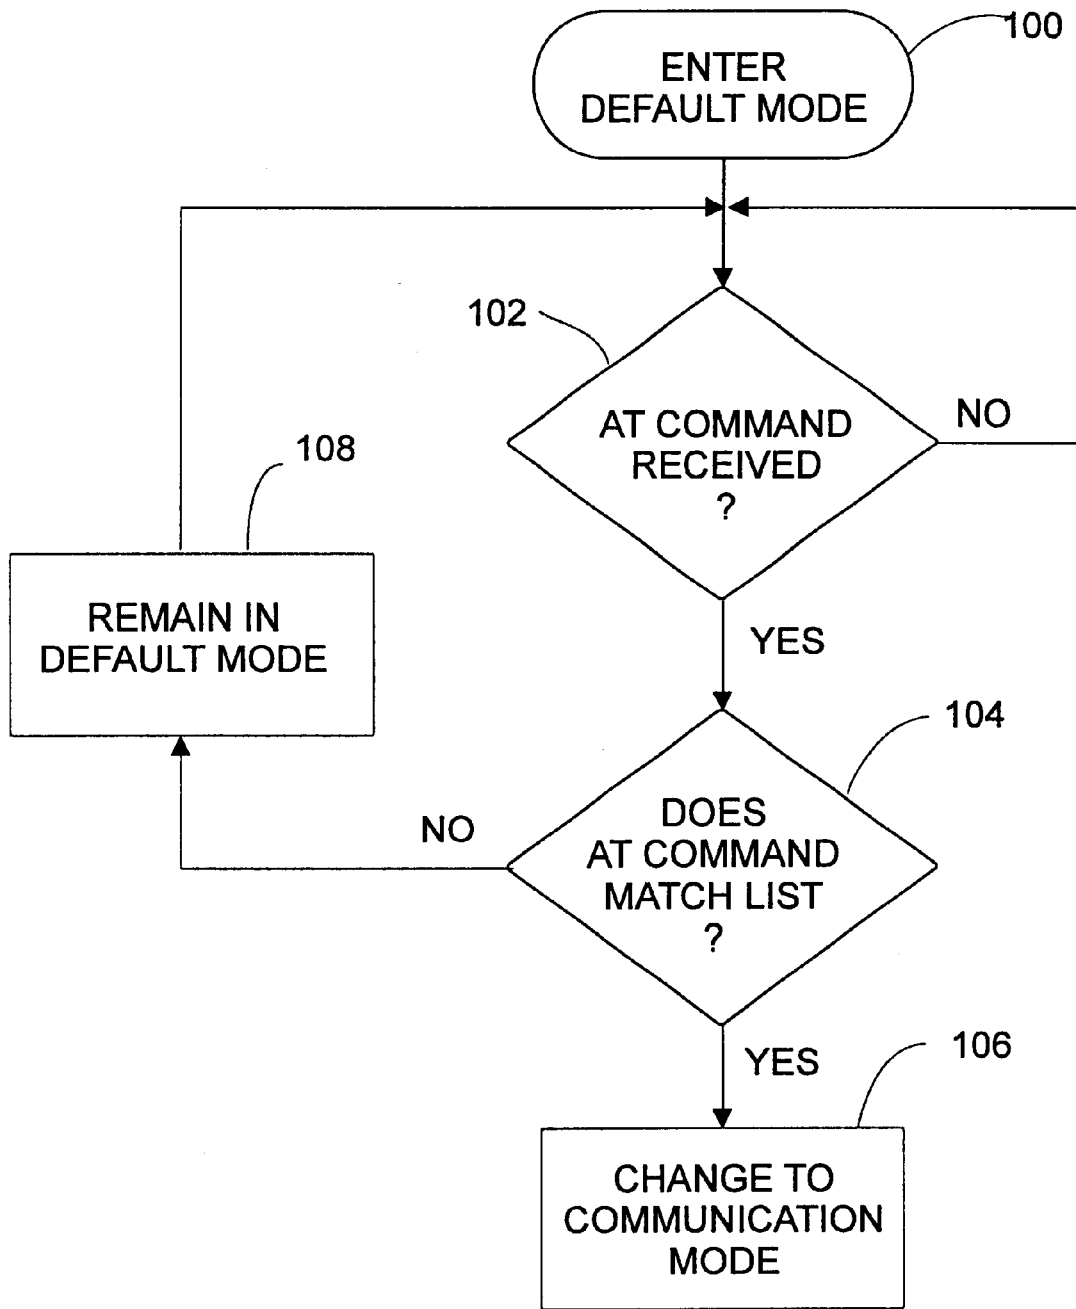 100
ENTER
DEFAULT MODE
102
AT COMMAND
RECEIVED
?
NO
108
REMAIN IN
DEFAULT MODE
YES
104
DOES
AT COMMAND
MATCH LIST
?
NO
YES
106
CHANGE TO
COMMUNICATION
MODE